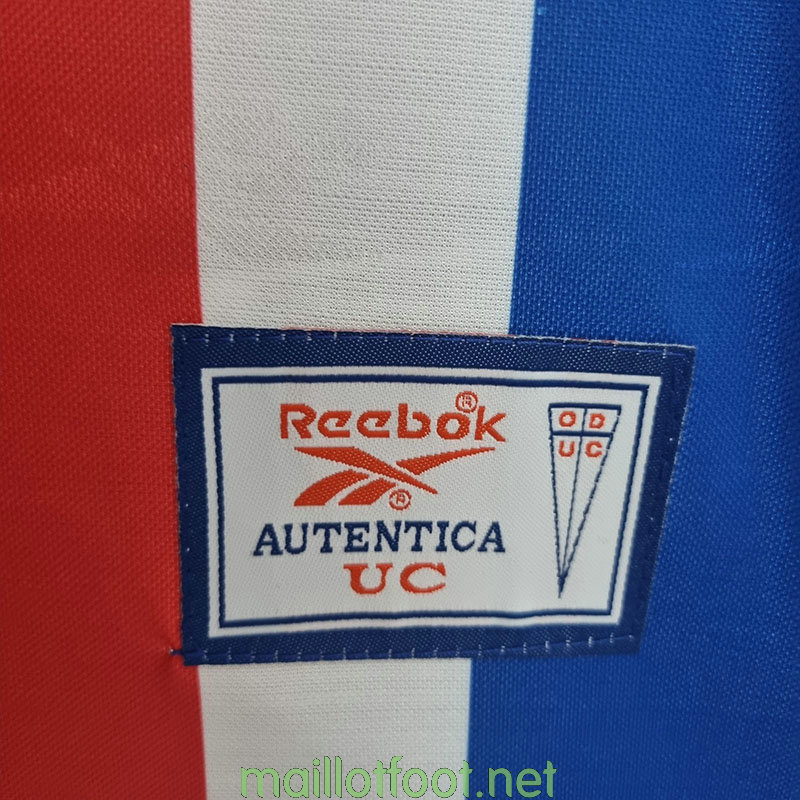 Reebok
®
AUTENTICA
UC
O D
U C
maillotfoot.net